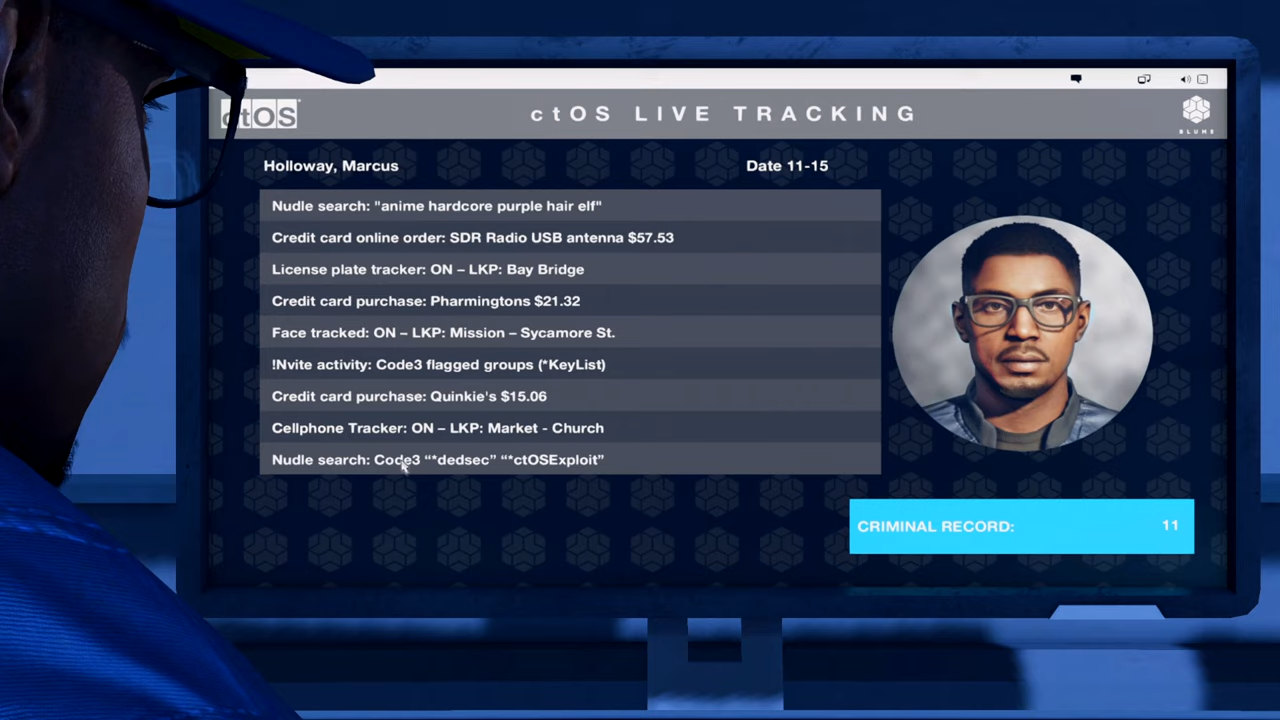 ctOS
ctOS LIVE TRACKING
BLUME
Holloway, Marcus
Date 11-15
Nudle search: "anime hardcore purple hair elf"
Credit card online order: SDR Radio USB antenna $57.53
License plate tracker: ON – LKP: Bay Bridge
Credit card purchase: Pharmingtons $21.32
Face tracked: ON – LKP: Mission – Sycamore St.
!Nvite activity: Code3 flagged groups (*KeyList)
Credit card purchase: Quinkie's $15.06
Cellphone Tracker: ON – LKP: Market - Church
Nudle search: Code3 “*dedsec” “*ctOSExploit”
CRIMINAL RECORD: 11